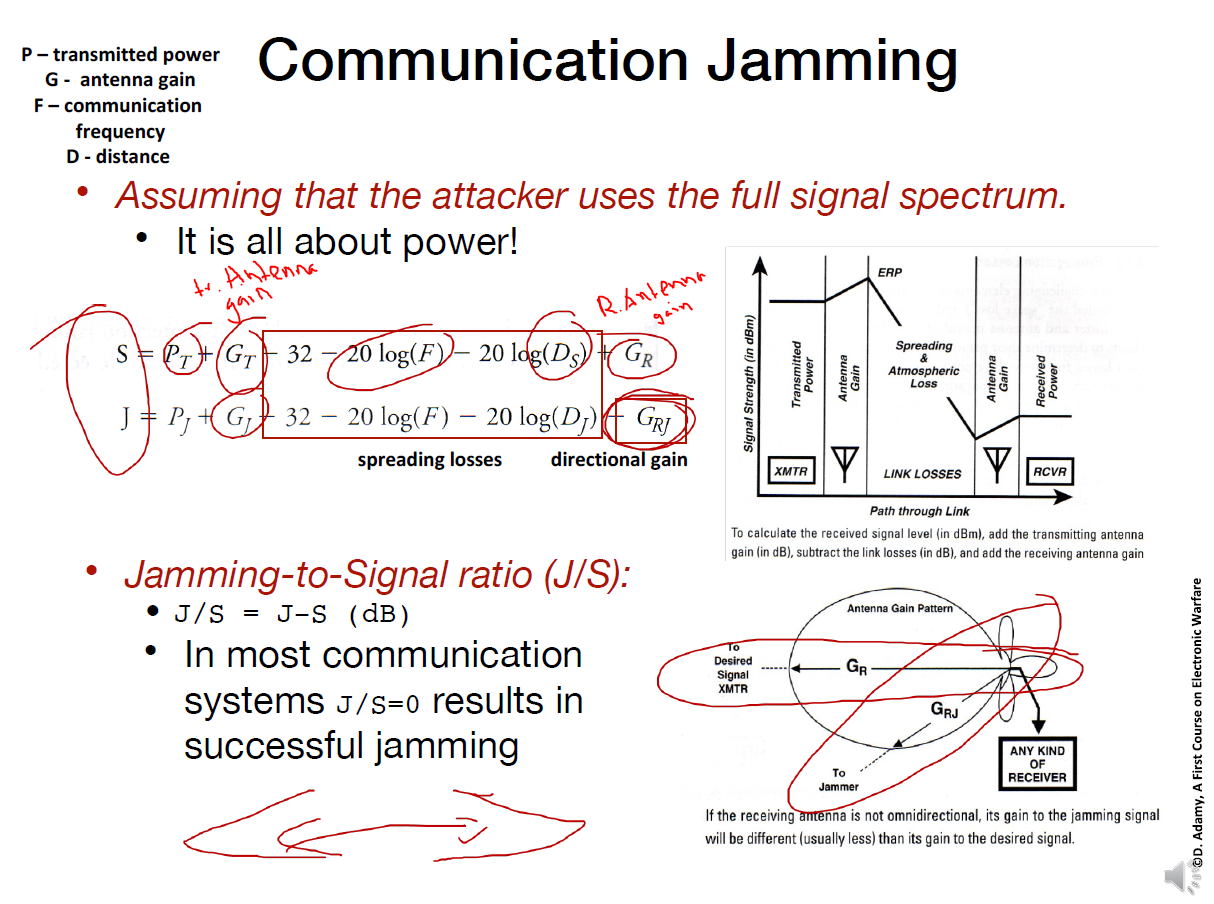 P – transmitted power
G - antenna gain
F – communication
frequency
D - distance
Communication Jamming
• Assuming that the attacker uses the full signal spectrum.
• It is all about power!
tr. Antenna
gain
R. Antenna
gain
S = P_T + G_T − 32 − 20 log(F) − 20 log(D_S) + G_R
J = P_J + G_J − 32 − 20 log(F) − 20 log(D_J) + G_RJ
spreading losses
directional gain
Signal Strength (in dBm)
Transmitted
Power
Antenna
Gain
ERP
Spreading
&
Atmospheric
Loss
Antenna
Gain
Received
Power
XMTR
LINK LOSSES
RCVR
Path through Link
To calculate the received signal level (in dBm), add the transmitting antenna
gain (in dB), subtract the link losses (in dB), and add the receiving antenna gain
• Jamming-to-Signal ratio (J/S):
• J/S = J-S (dB)
• In most communication
systems J/S=0 results in
successful jamming
Antenna Gain Pattern
To
Desired
Signal
XMTR
G_R
G_RJ
To
Jammer
ANY KIND
OF
RECEIVER
If the receiving antenna is not omnidirectional, its gain to the jamming signal
will be different (usually less) than its gain to the desired signal.
©D. Adamy, A First Course on Electronic Warfare